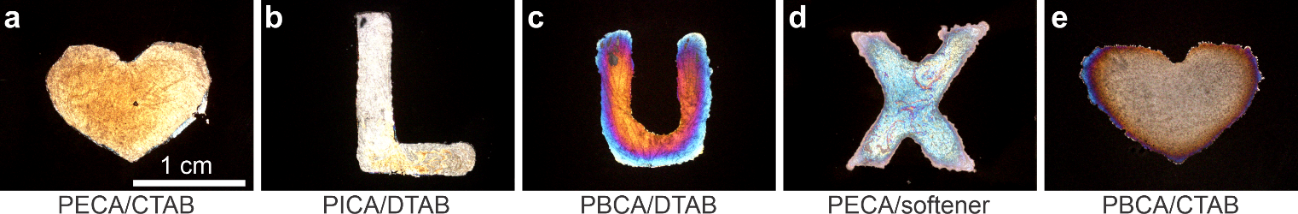 a
b
c
d
e
1 cm
L
U
X
PECA/CTAB
PICA/DTAB
PBCA/DTAB
PECA/softener
PBCA/CTAB